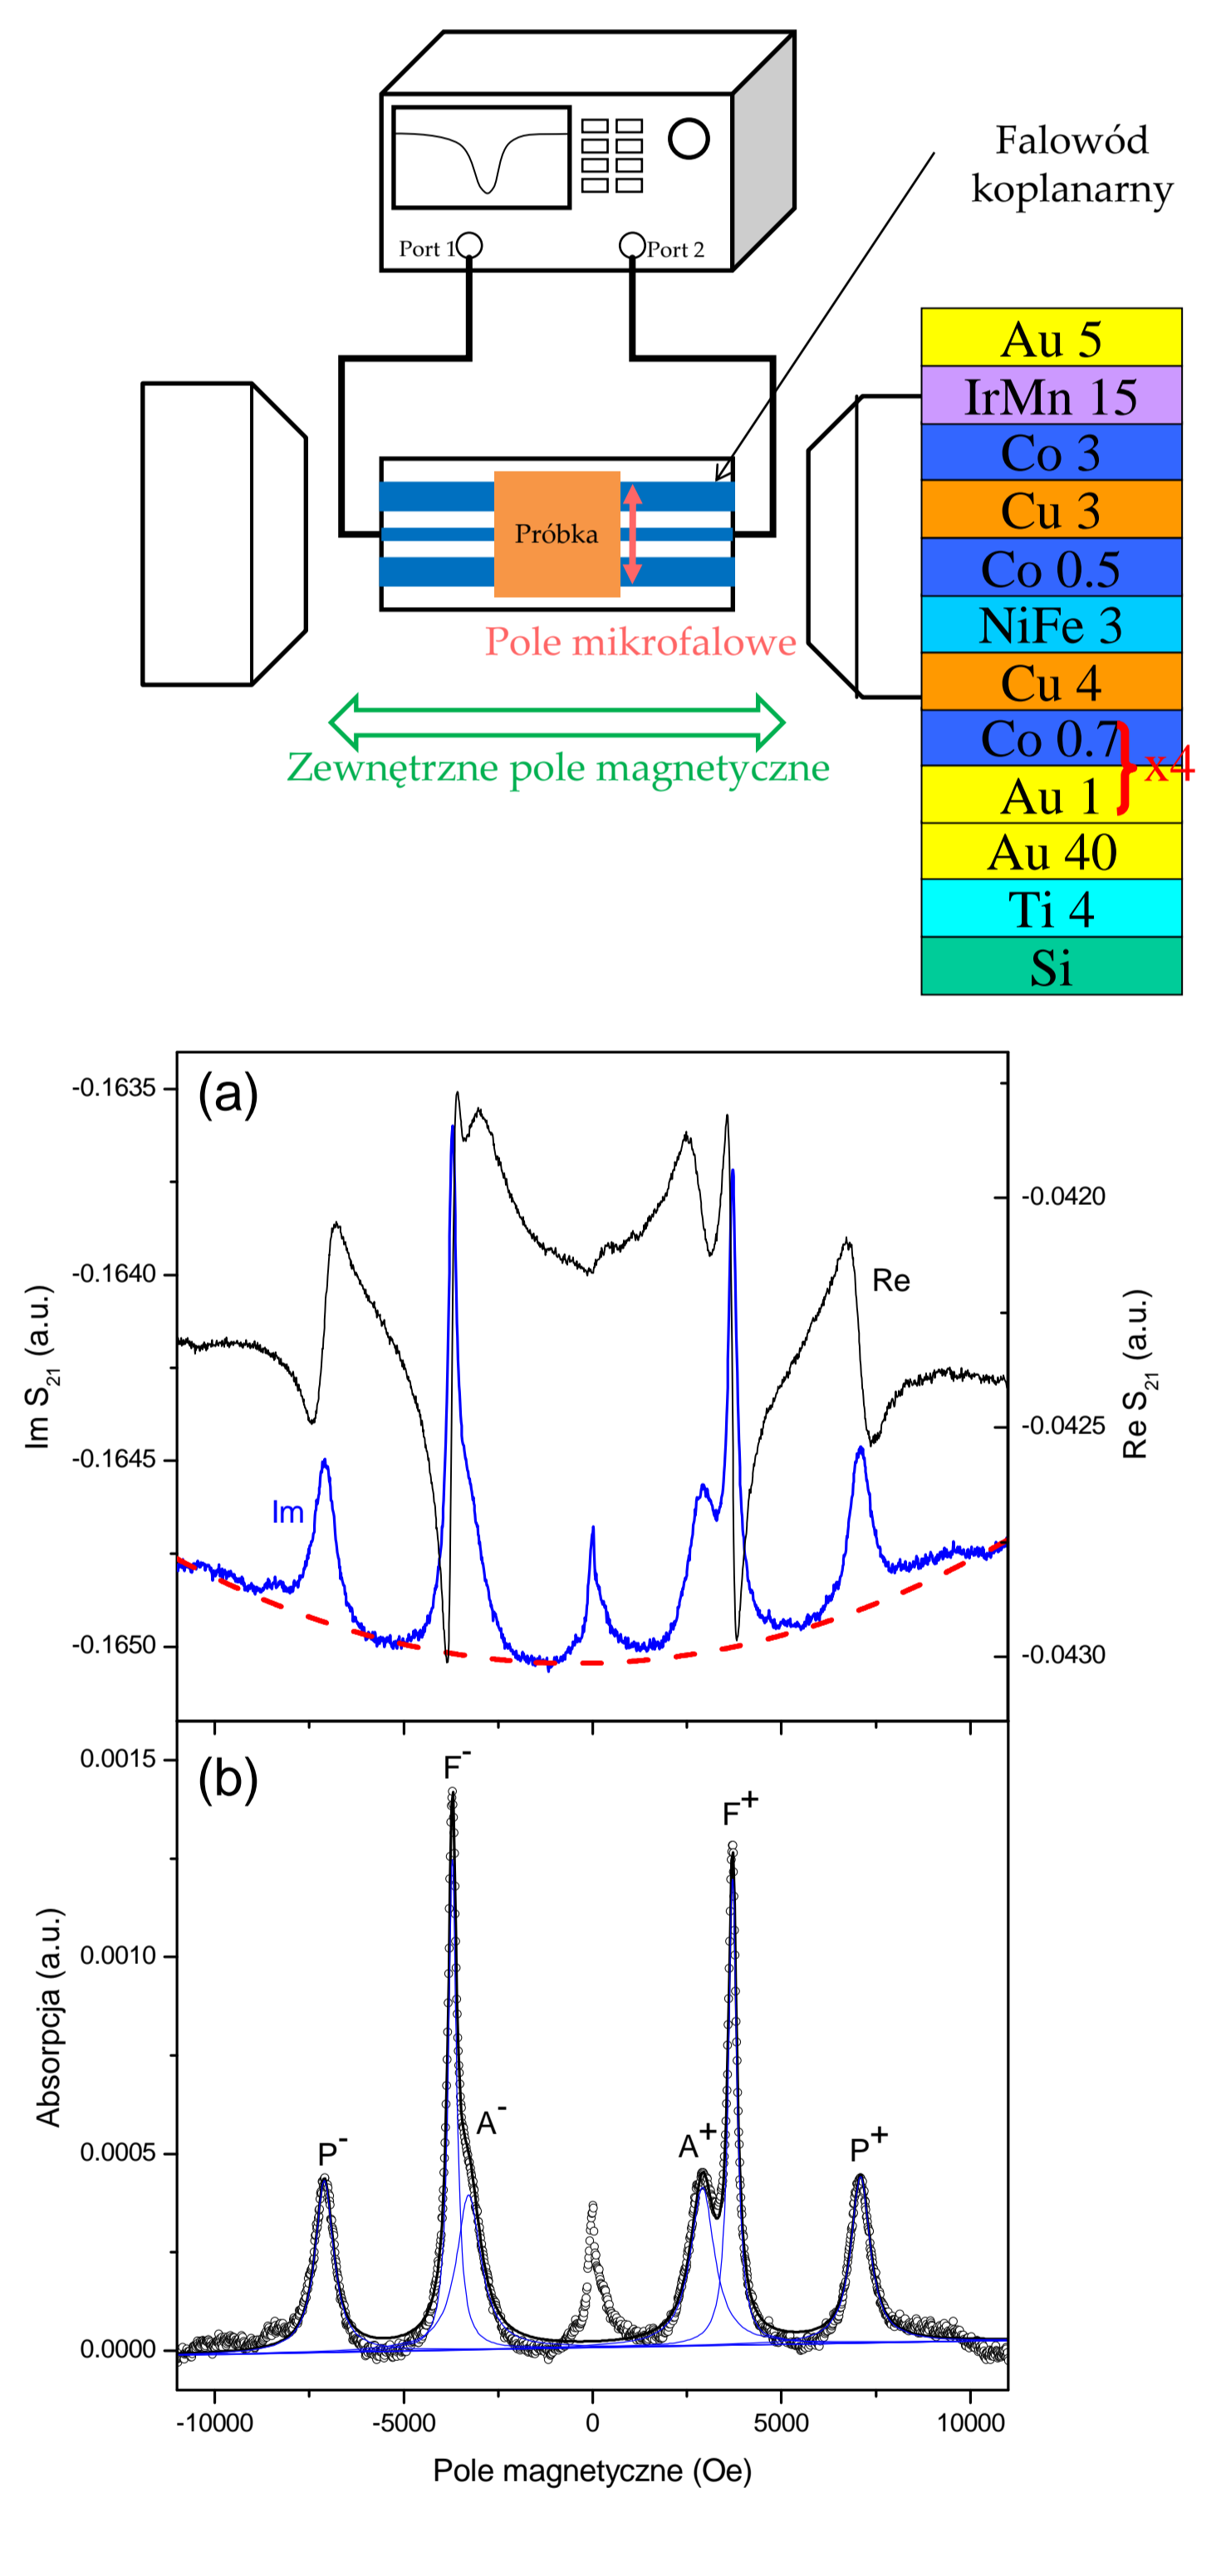 Falowód
koplanarny
Port 1
Port 2
Próbka
Pole mikrofalowe
Zewnętrzne pole magnetyczne
Au 5
IrMn 15
Co 3
Cu 3
Co 0.5
NiFe 3
Cu 4
Co 0.7
x4
Au 1
Au 40
Ti 4
Si
(a)
-0.1635
-0.1640
-0.1645
-0.1650
Im S21 (a.u.)
Re
Im
-0.0420
-0.0425
-0.0430
Re S21 (a.u.)
(b)
0.0015
0.0010
0.0005
0.0000
Absorpcja (a.u.)
F-
F+
A-
A+
P-
P+
-10000
-5000
0
5000
10000
Pole magnetyczne (Oe)